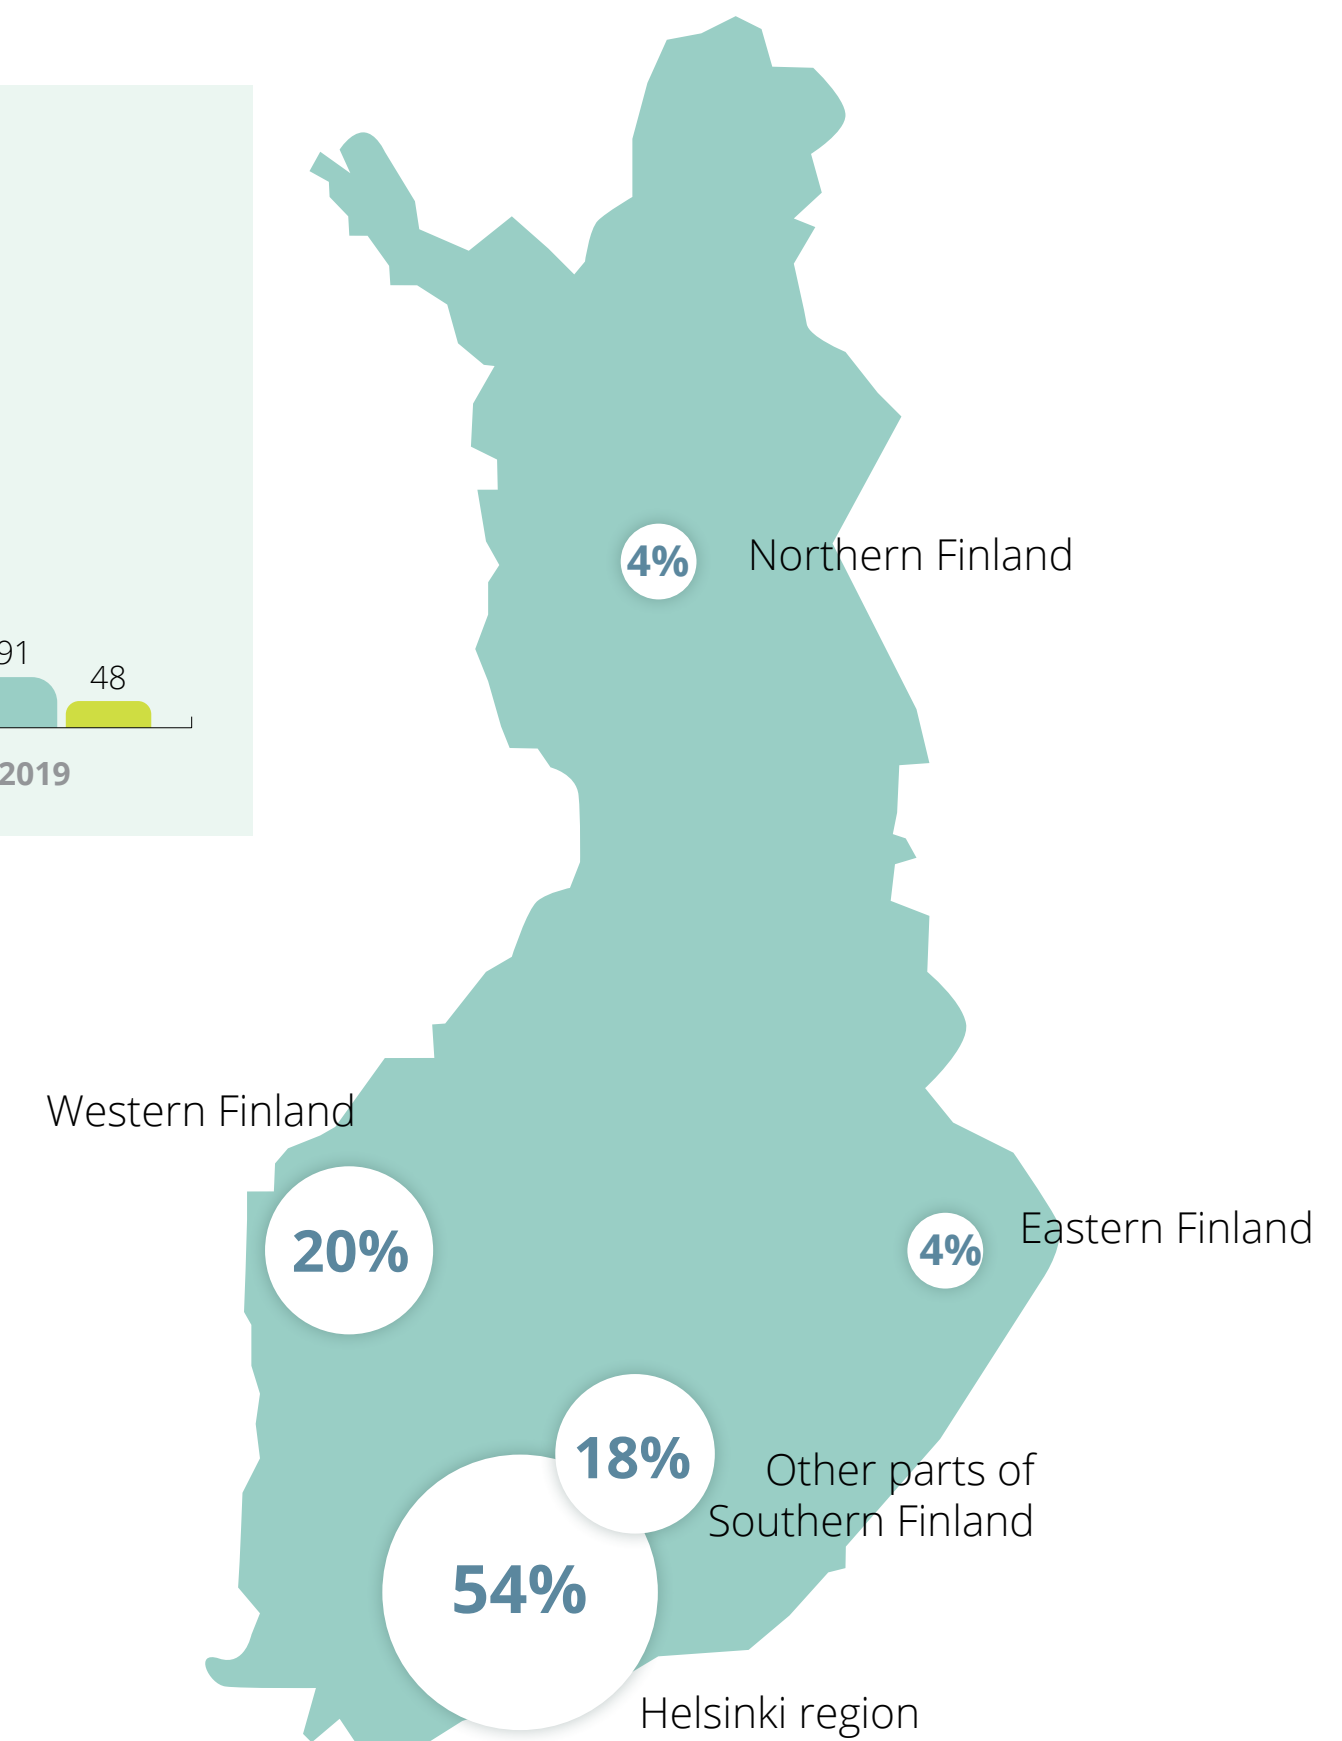 91
48
2019
4%
Northern Finland
Western Finland
20%
4%
Eastern Finland
18%
Other parts of
Southern Finland
54%
Helsinki region